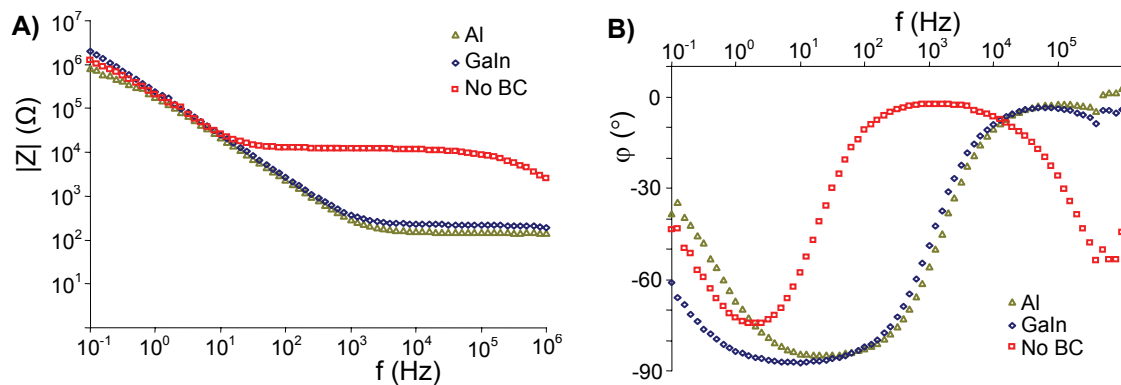 A)
|Z| (Ω)
10^7
10^6
10^5
10^4
10^3
10^2
10^1
10^-1 10^0 10^1 10^2 10^3 10^4 10^5 10^6
f (Hz)
Al
GaIn
No BC
B)
f (Hz)
10^-1 10^0 10^1 10^2 10^3 10^4 10^5
φ (°)
0
-30
-60
-90
Al
GaIn
No BC